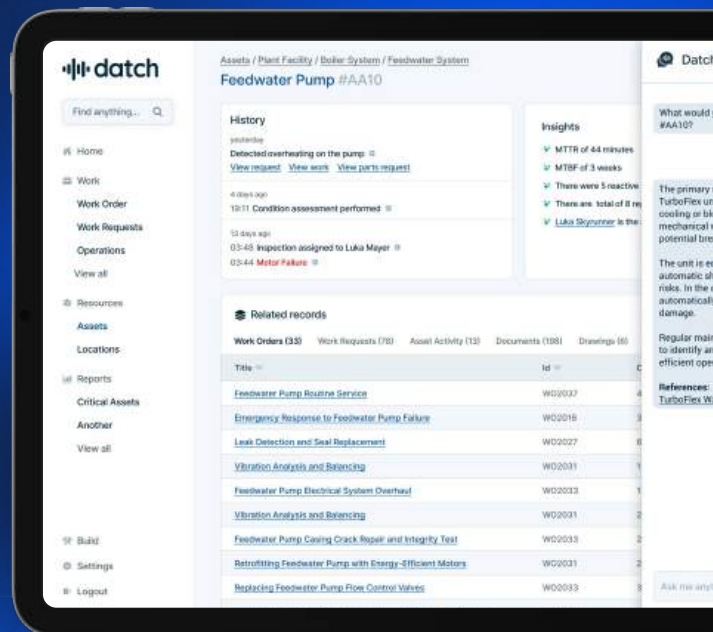 datch
Find anything...
Home
Work
Work Order
Work Requests
Operations
View all
Resources
Assets
Locations
Reports
Critical Assets
Another
View all
Build
Settings
Logout
Assets / Plant Facility / Boiler System / Feedwater System
Feedwater Pump #AA10
History
yesterday
Detected overheating on the pump
View request View work View parts request
4 days ago
19:11 Condition assessment performed
13 days ago
03:48 Inspection assigned to Luka Mayer
03:44 Motor Failure
Insights
MTTR of 44 minutes
MTBF of 3 weeks
There were 5 reactive
There are total of 8
Luka Skyrunner is the
Related records
Work Orders (33) Work Requests (78) Asset Activity (13) Documents (198) Drawings (6)
Title Id
Feedwater Pump Routine Service WO2037
Emergency Response to Feedwater Pump Failure WO2016
Leak Detection and Seal Replacement WO2027
Vibration Analysis and Balancing WO2031
Feedwater Pump Electrical System Overhaul WO2033
Vibration Analysis and Balancing WO2031
Feedwater Pump Casing Crack Repair and Integrity Test WO2033
Retrofitting Feedwater Pump with Energy-Efficient Motors WO2031
Replacing Feedwater Pump Flow Control Valves WO2033
Datch
What would
#AA10?
The primary
TurboFlex
cooling or
mechanical
potential
The unit is
automatic
risks. In the
automatically
damage.
Regular
to identify
efficient
References:
TurboFlex
Ask me